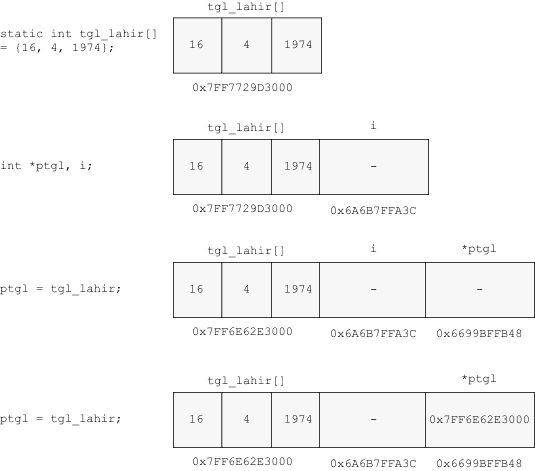 tgl_lahir[]
static int tgl_lahir[]
= {16, 4, 1974};
16 4 1974
0x7FF7729D3000
tgl_lahir[] i
int *ptgl, i;
16 4 1974 -
0x7FF7729D3000 0x6A6B7FFA3C
tgl_lahir[] i *ptgl
ptgl = tgl_lahir;
16 4 1974 - -
0x7FF6E62E3000 0x6A6B7FFA3C 0x6699BFFB48
tgl_lahir[] *ptgl
ptgl = tgl_lahir;
16 4 1974 - 0x7FF6E62E3000
0x7FF6E62E3000 0x6A6B7FFA3C 0x6699BFFB48